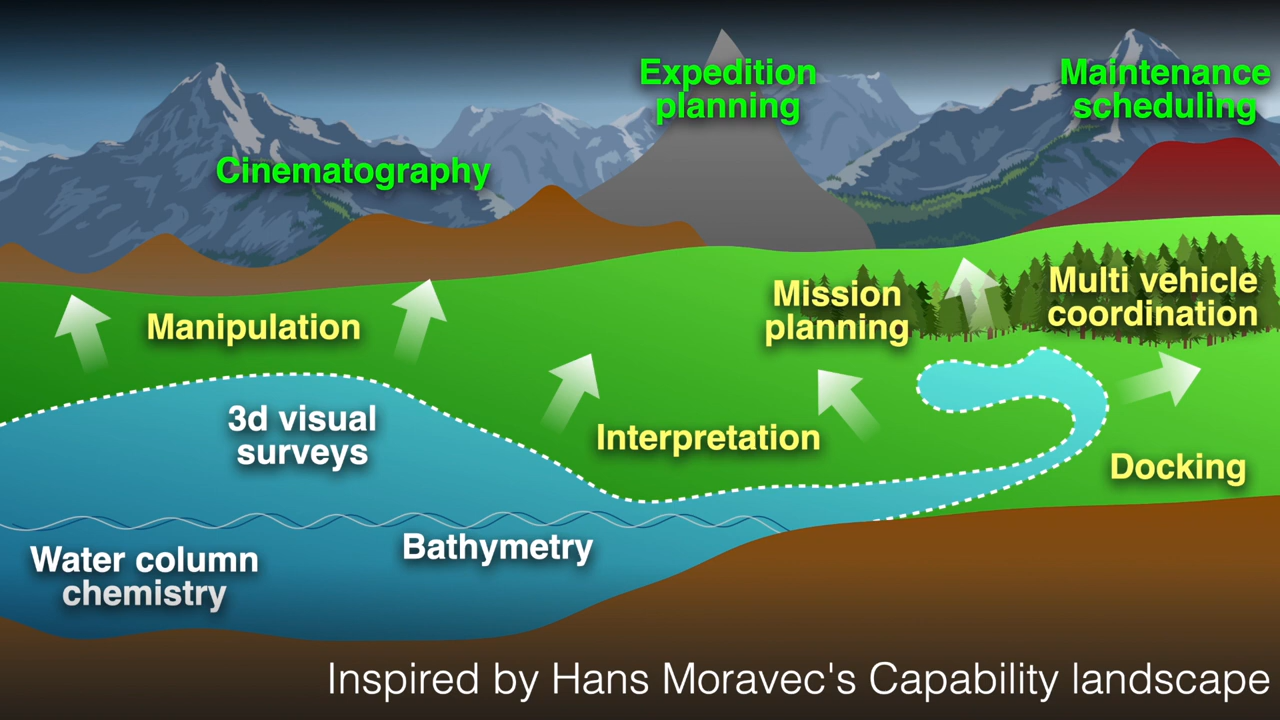 Expedition
planning
Maintenance
scheduling
Cinematography
Mission
planning
Multi vehicle
coordination
Manipulation
3d visual
surveys
Interpretation
Docking
Water column
chemistry
Bathymetry
Inspired by Hans Moravec's Capability landscape